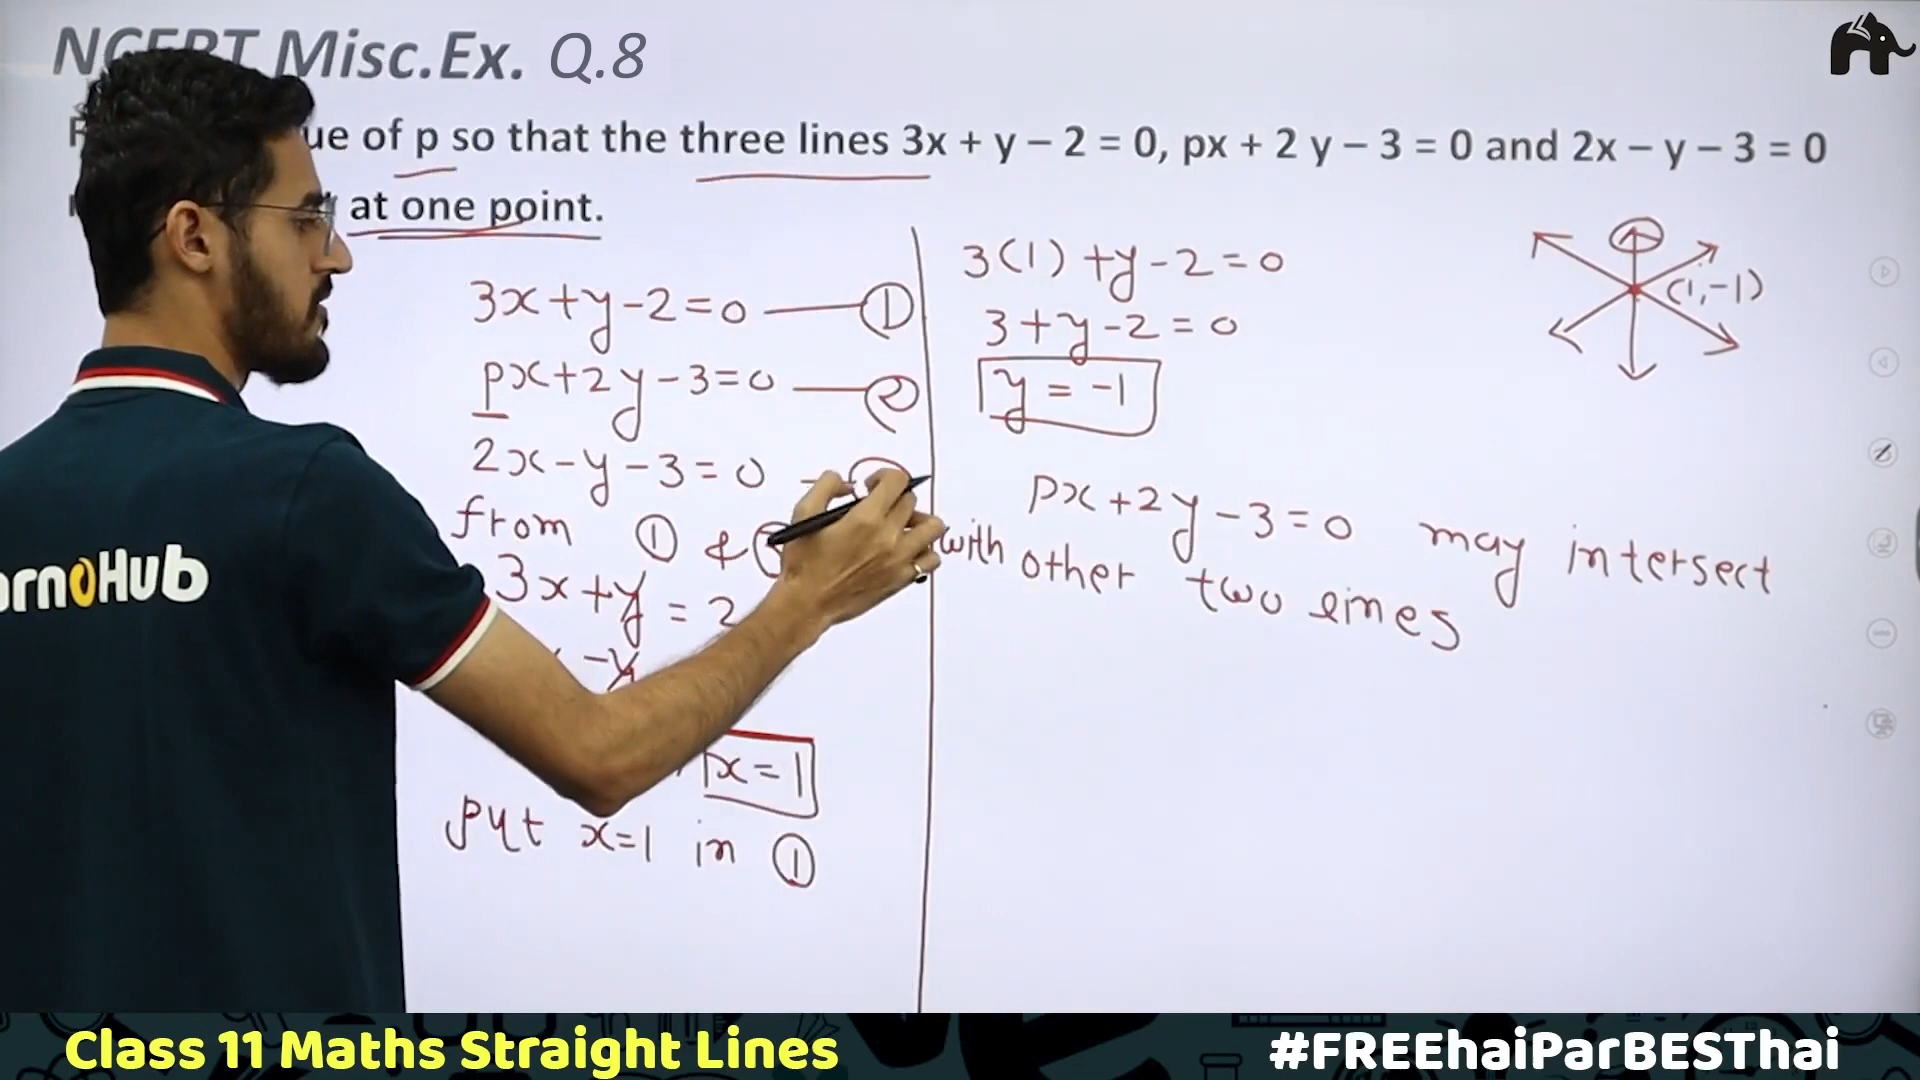 NCERT Misc.Ex. Q.8
ue of p so that the three lines 3x + y – 2 = 0, px + 2 y – 3 = 0 and 2x – y – 3 = 0
at one point.
3x+y-2=0 — ①
px+2y-3=0 — ②
2x-y-3=0
from ① &
3x+y=2
-y
x=1
put x=1 in ①
3(1)+y-2=0
3+y-2=0
y=-1
(1,-1)
px+2y-3=0 may intersect
with other two lines
arnoHub
Class 11 Maths Straight Lines
#FREEhaiParBESThai